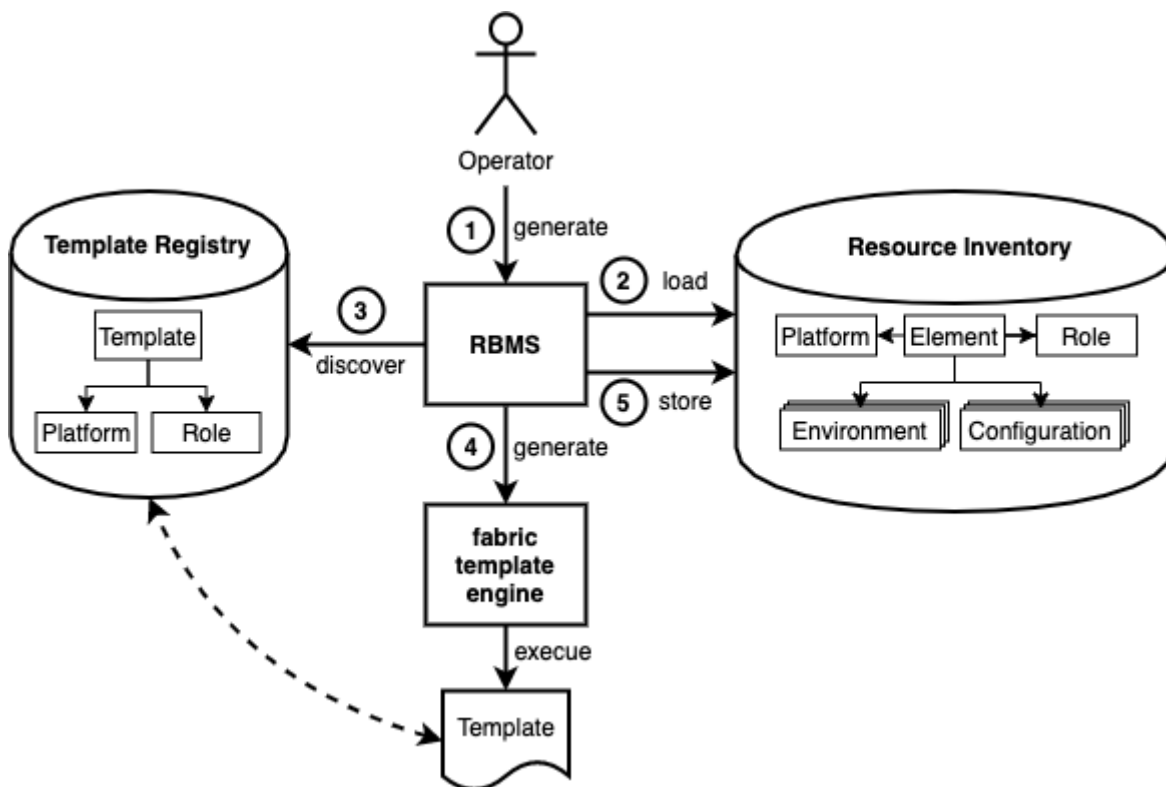 Operator
1 generate
Template Registry
Resource Inventory
2 load
3
discover
RBMS
Template
Platform
Role
Platform
Element
Role
5 store
Environment
Configuration
4 generate
fabric
template
engine
execue
Template